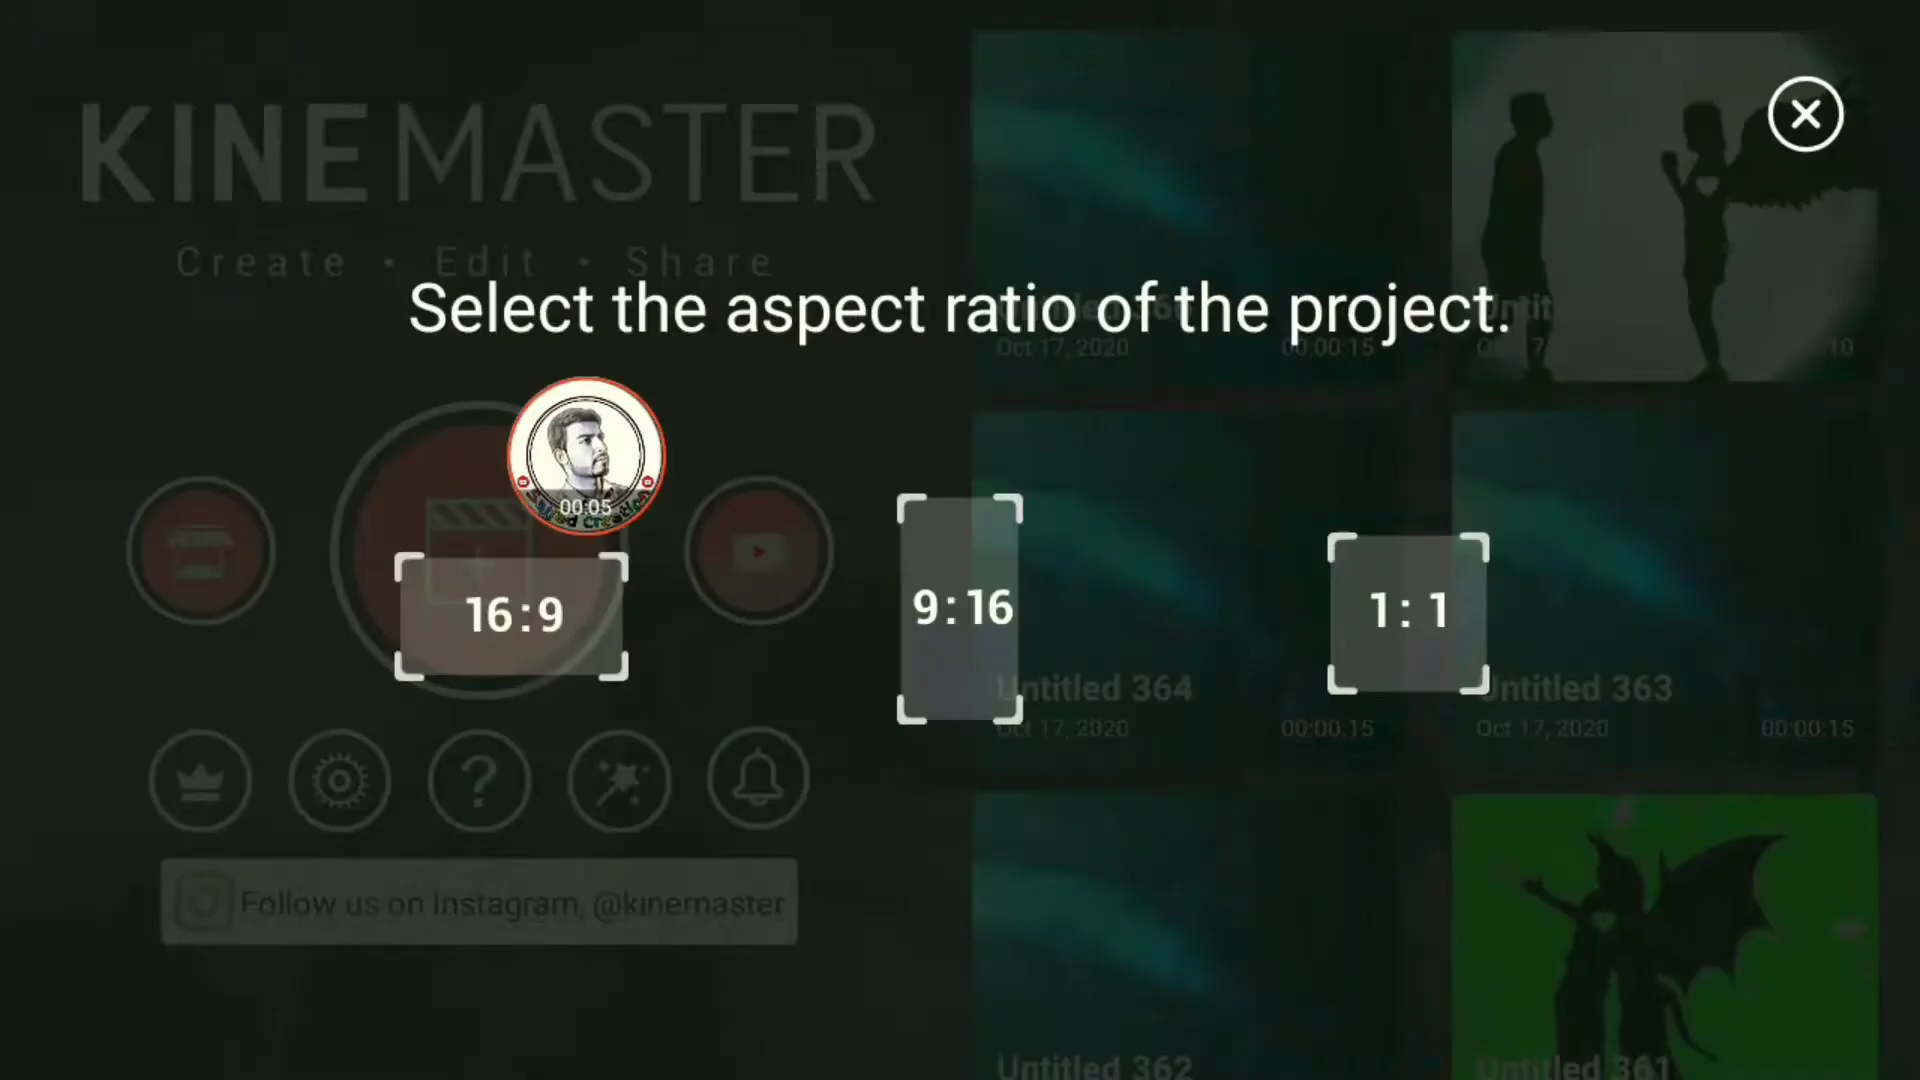 KINEMASTER
Create • Edit • Share
Select the aspect ratio of the project.
Oct 17, 2020 00:00:15
00:05
16:9
9:16
1:1
Untitled 364
Oct 17, 2020 00:00:15
Untitled 363
Oct 17, 2020 00:00:15
Follow us on Instagram, @kinemaster
Untitled 362
Untitled 361